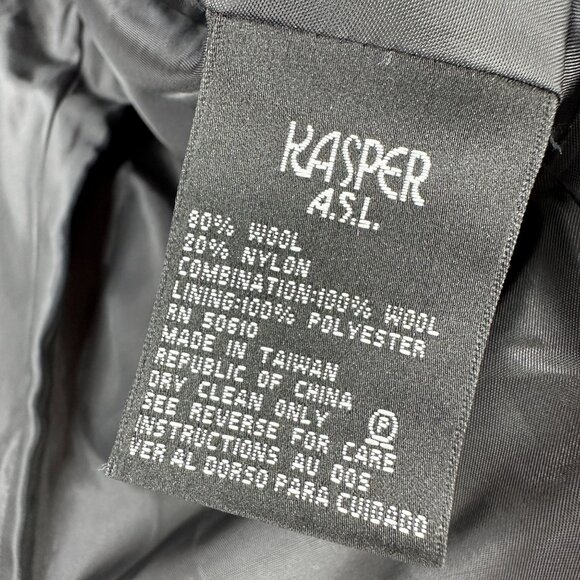 KASPER
A.S.L.
80% WOOL
20% NYLON
COMBINATION:100% WOOL
LINING:100% POLYESTER
RN 50610
MADE IN TAIWAN
REPUBLIC OF CHINA
DRY CLEAN ONLY
SEE REVERSE FOR CARE
INSTRUCTIONS AU DOS
VER AL DORSO PARA CUIDADO
P